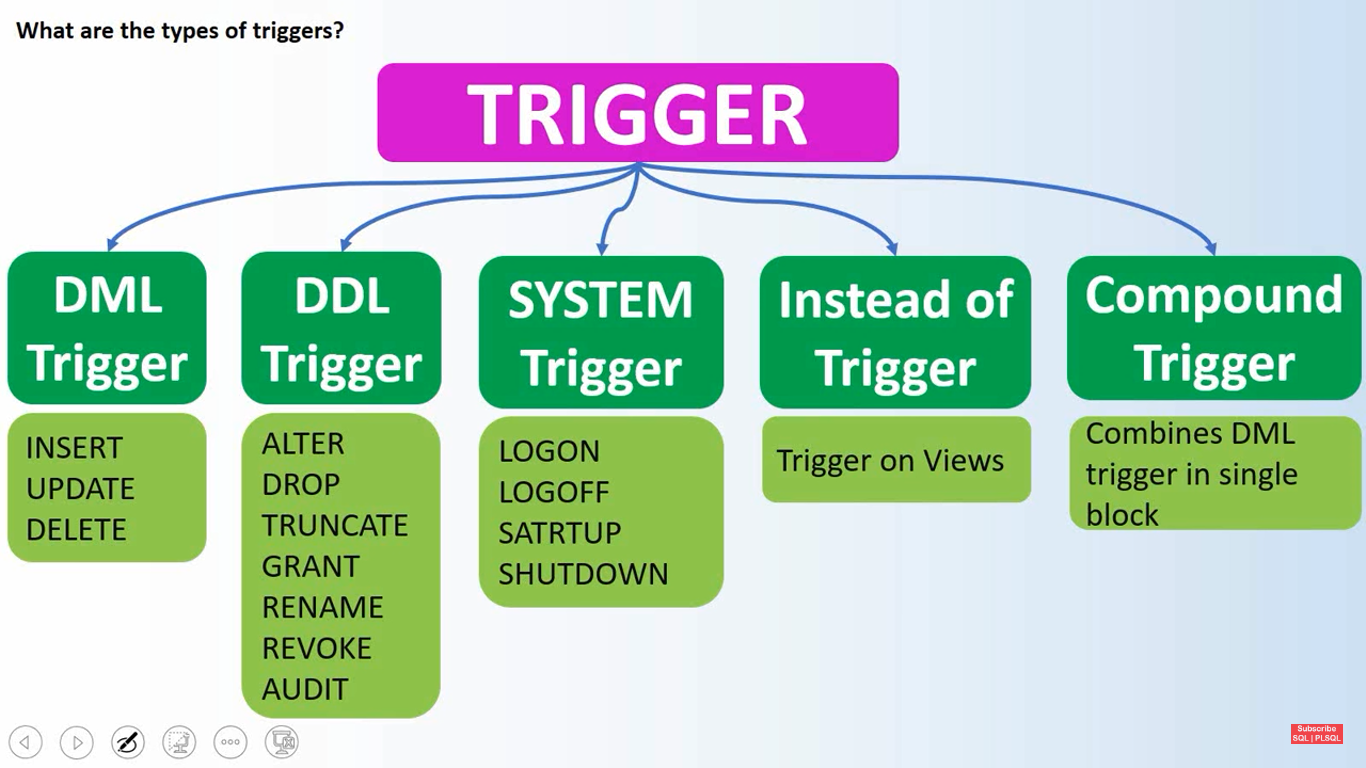 What are the types of triggers?
TRIGGER
DML
Trigger
INSERT
UPDATE
DELETE
DDL
Trigger
ALTER
DROP
TRUNCATE
GRANT
RENAME
REVOKE
AUDIT
SYSTEM
Trigger
LOGON
LOGOFF
SATRTUP
SHUTDOWN
Instead of
Trigger
Trigger on Views
Compound
Trigger
Combines DML
trigger in single
block
Subscribe
SQL | PLSQL